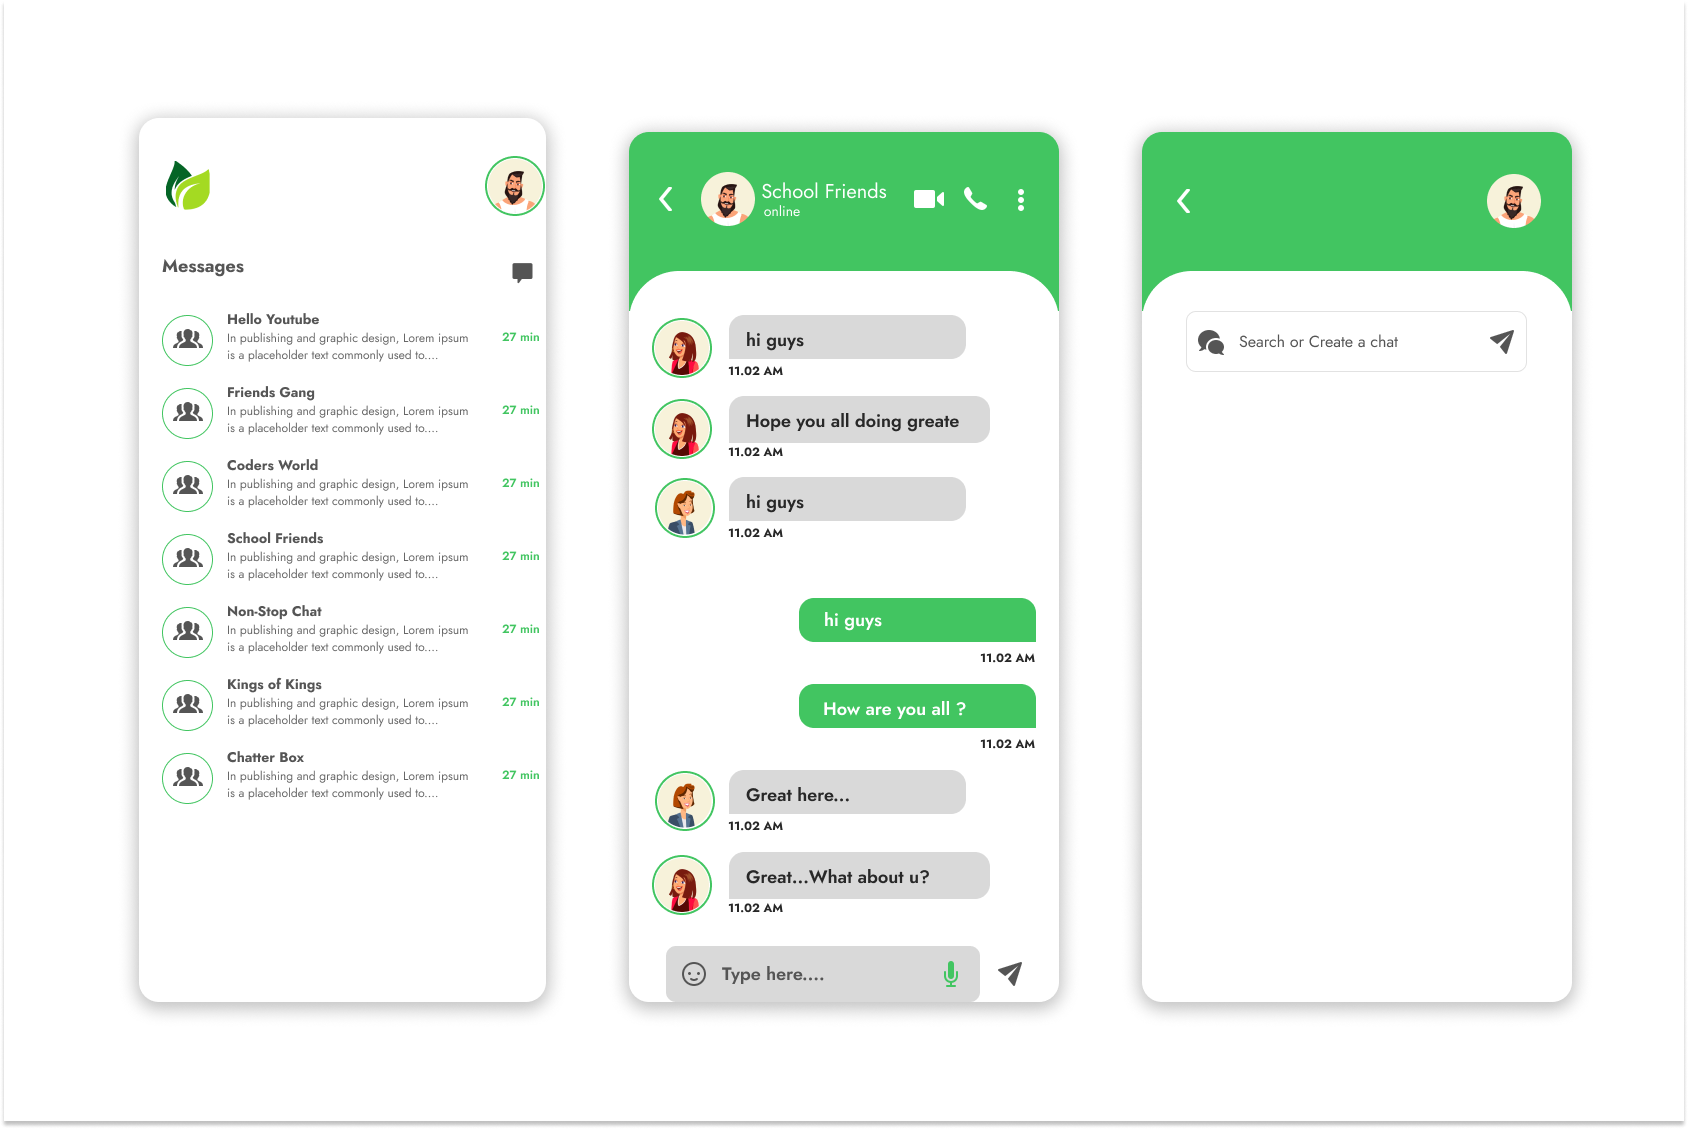 Messages
Hello Youtube
In publishing and graphic design, Lorem ipsum
is a placeholder text commonly used to....
27 min
Friends Gang
In publishing and graphic design, Lorem ipsum
is a placeholder text commonly used to....
27 min
Coders World
In publishing and graphic design, Lorem ipsum
is a placeholder text commonly used to....
27 min
School Friends
In publishing and graphic design, Lorem ipsum
is a placeholder text commonly used to....
27 min
Non-Stop Chat
In publishing and graphic design, Lorem ipsum
is a placeholder text commonly used to....
27 min
Kings of Kings
In publishing and graphic design, Lorem ipsum
is a placeholder text commonly used to....
27 min
Chatter Box
In publishing and graphic design, Lorem ipsum
is a placeholder text commonly used to....
27 min
School Friends
online
hi guys
11.02 AM
Hope you all doing greate
11.02 AM
hi guys
11.02 AM
hi guys
11.02 AM
How are you all ?
11.02 AM
Great here...
11.02 AM
Great...What about u?
11.02 AM
Type here....
Search or Create a chat